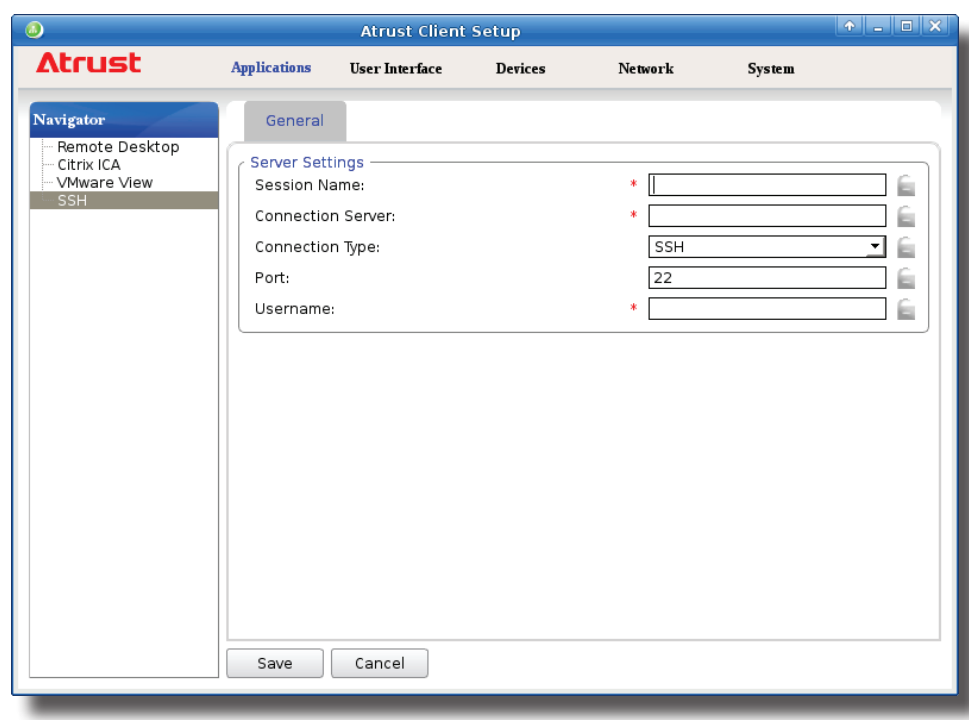 Atrust Client Setup
Atrust
Applications User Interface Devices Network System
Navigator
Remote Desktop
Citrix ICA
VMware View
SSH
General
Server Settings
Session Name: *
Connection Server: *
Connection Type: SSH
Port: 22
Username: *
Save Cancel